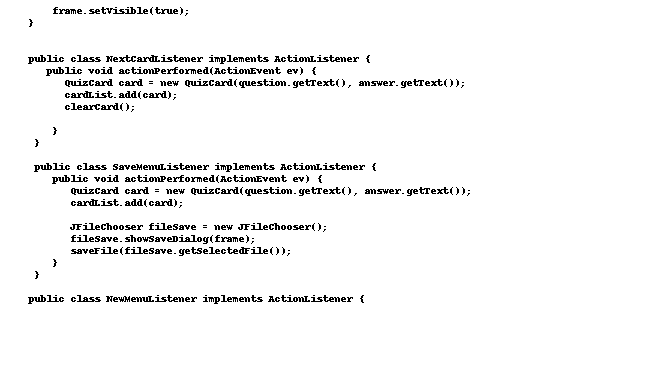 frame.setVisible(true);
}
public class NextCardListener implements ActionListener {
public void actionPerformed(ActionEvent ev) {
QuizCard card = new QuizCard(question.getText(), answer.getText());
cardList.add(card);
clearCard();
}
}
public class SaveMenuListener implements ActionListener {
public void actionPerformed(ActionEvent ev) {
QuizCard card = new QuizCard(question.getText(), answer.getText());
cardList.add(card);
JFileChooser fileSave = new JFileChooser();
fileSave.showSaveDialog(frame);
saveFile(fileSave.getSelectedFile());
}
}
public class NewMenuListener implements ActionListener {